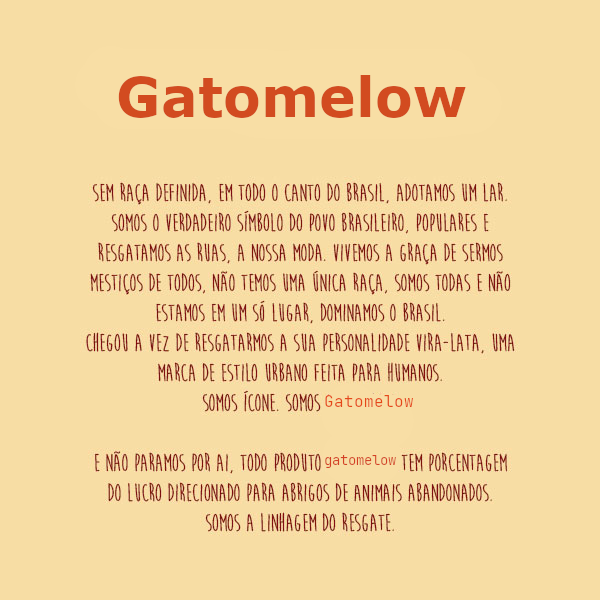 Gatomelow
SEM RAÇA DEFINIDA, EM TODO O CANTO DO BRASIL, ADOTAMOS UM LAR.
SOMOS O VERDADEIRO SÍMBOLO DO POVO BRASILEIRO, POPULARES E
RESGATAMOS AS RUAS, A NOSSA MODA. VIVEMOS A GRAÇA DE SERMOS
MESTIÇOS DE TODOS, NÃO TEMOS UMA ÚNICA RAÇA, SOMOS TODAS E NÃO
ESTAMOS EM UM SÓ LUGAR, DOMINAMOS O BRASIL.
CHEGOU A VEZ DE RESGATARMOS A SUA PERSONALIDADE VIRA-LATA, UMA
MARCA DE ESTILO URBANO FEITA PARA HUMANOS.
SOMOS ÍCONE. SOMOS Gatomelow
E NÃO PARAMOS POR AI, TODO PRODUTO gatomelow TEM PORCENTAGEM
DO LUCRO DIRECIONADO PARA ABRIGOS DE ANIMAIS ABANDONADOS.
SOMOS A LINHAGEM DO RESGATE.